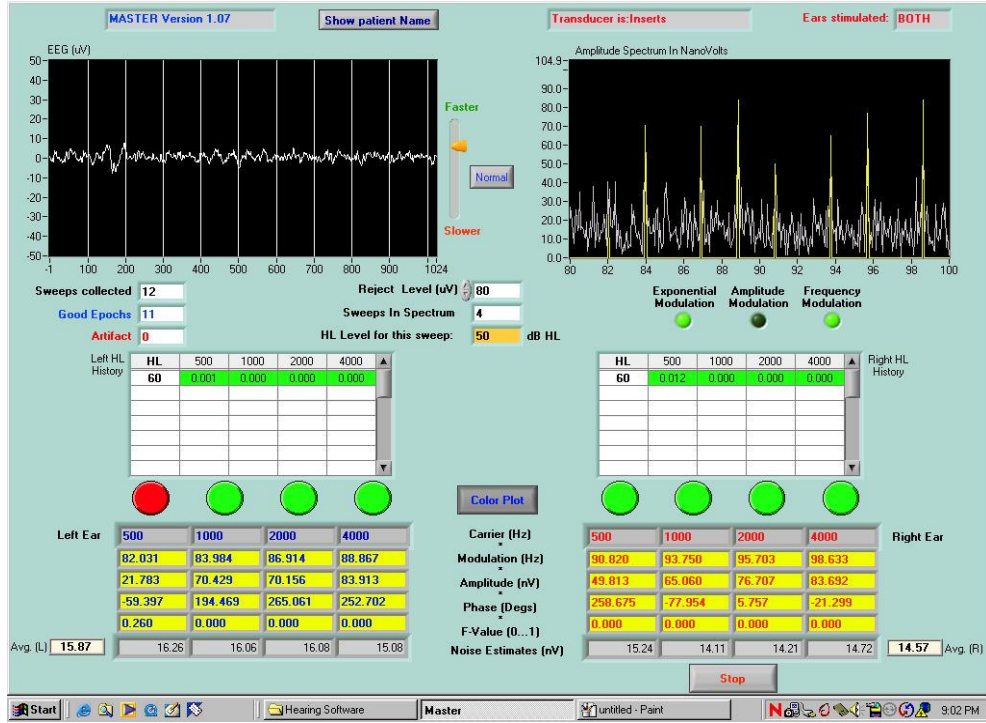 MASTER Version 1.07 Show patient Name Transducer is:Inserts Ears stimulated: BOTH
EEG (uV)
50
40
30
20
10
0
-10
-20
-30
-40
-50
-1 100 200 300 400 500 600 700 800 900 1024
Faster
Normal
Slower
Amplitude Spectrum In NanoVolts
104.9
90.0
80.0
70.0
60.0
50.0
40.0
30.0
20.0
10.0
0.0
80 82 84 86 88 90 92 94 96 98 100
Sweeps collected 12
Good Epochs 11
Artifact 0
Reject Level (uV) 80
Sweeps In Spectrum 4
HL Level for this sweep: 50 dB HL
Exponential Modulation
Amplitude Modulation
Frequency Modulation
Left HL History
HL 500 1000 2000 4000
60 0.001 0.000 0.000 0.000
Right HL History
HL 500 1000 2000 4000
60 0.012 0.000 0.000 0.000
Color Plot
Left Ear 500 1000 2000 4000 Carrier (Hz) 500 1000 2000 4000 Right Ear
*
82.031 83.984 86.914 88.867 Modulation (Hz) 90.820 93.750 95.703 98.633
*
21.783 70.429 70.156 83.913 Amplitude (nV) 49.813 65.060 76.707 83.692
*
-59.397 194.469 265.061 252.702 Phase (Degs) 258.675 -77.954 5.757 -21.299
*
0.260 0.000 0.000 0.000 F-Value (0...1) 0.000 0.000 0.000 0.000
Avg. (L) 15.87 16.26 16.06 16.08 15.08 Noise Estimates (nV) 15.24 14.11 14.21 14.72 14.57 Avg. (R)
Stop
Start Hearing Software Master untitled - Paint N 9:02 PM